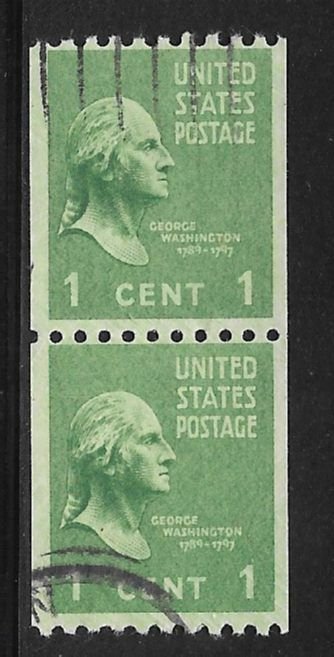 UNITED
STATES
POSTAGE
GEORGE
WASHINGTON
1789-1797
1 CENT 1
UNITED
STATES
POSTAGE
GEORGE
WASHINGTON
1789-1797
1 CENT 1